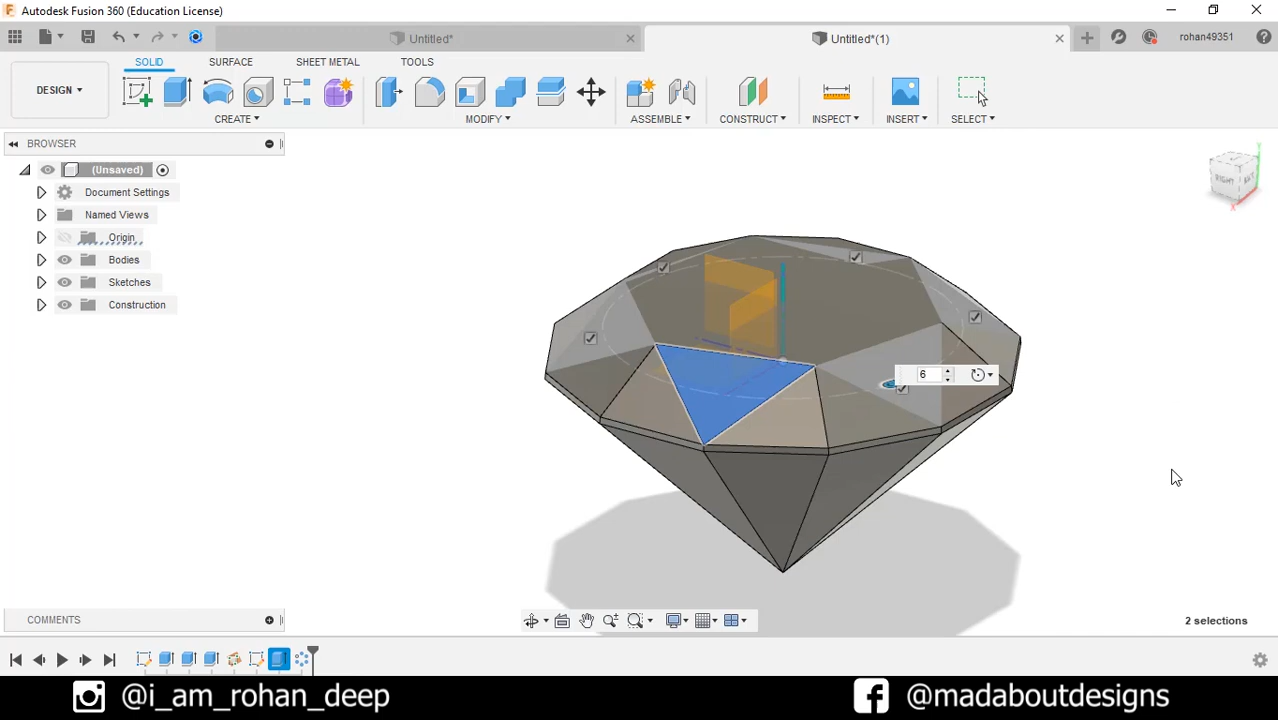 Autodesk Fusion 360 (Education License)
Untitled*
Untitled*(1)
rohan49351
SOLID
SURFACE
SHEET METAL
TOOLS
DESIGN
CREATE
MODIFY
ASSEMBLE
CONSTRUCT
INSPECT
INSERT
SELECT
BROWSER
(Unsaved)
Document Settings
Named Views
Origin
Bodies
Sketches
Construction
RIGHT
6
COMMENTS
2 selections
@i_am_rohan_deep
@madaboutdesigns